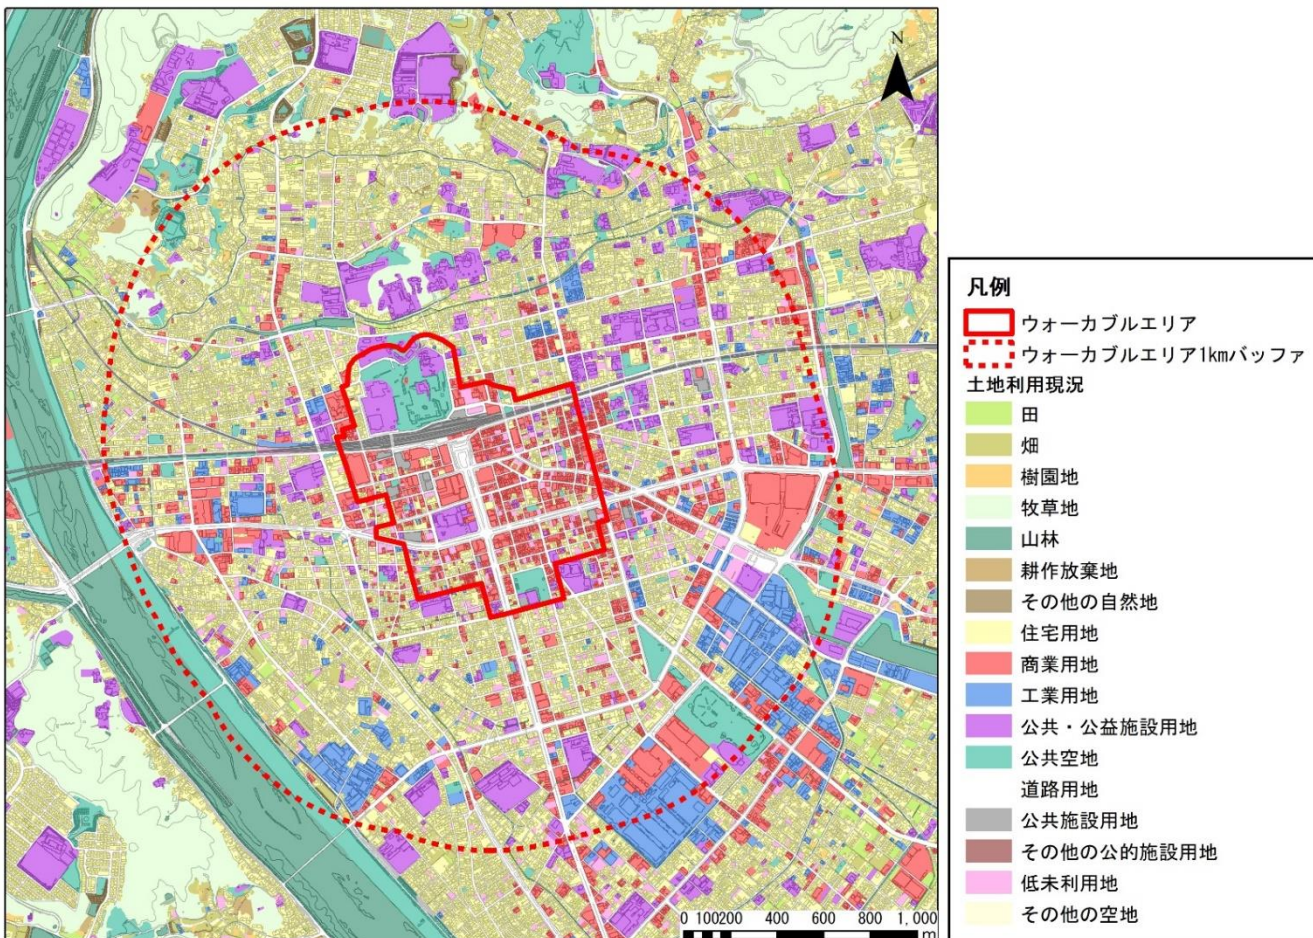 N
凡例
ウォーカブルエリア
ウォーカブルエリア1kmバッファ
土地利用現況
田
畑
樹園地
牧草地
山林
耕作放棄地
その他の自然地
住宅用地
商業用地
工業用地
公共・公益施設用地
公共空地
道路用地
公共施設用地
その他の公的施設用地
低未利用地
その他の空地
0 100200 400 600 800 1,000
m